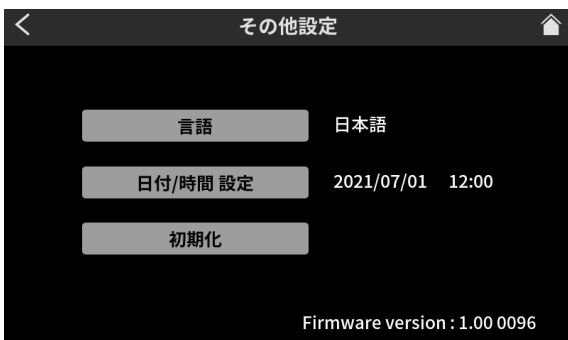 その他設定
言語 日本語
日付/時間 設定 2021/07/01 12:00
初期化
Firmware version : 1.00 0096